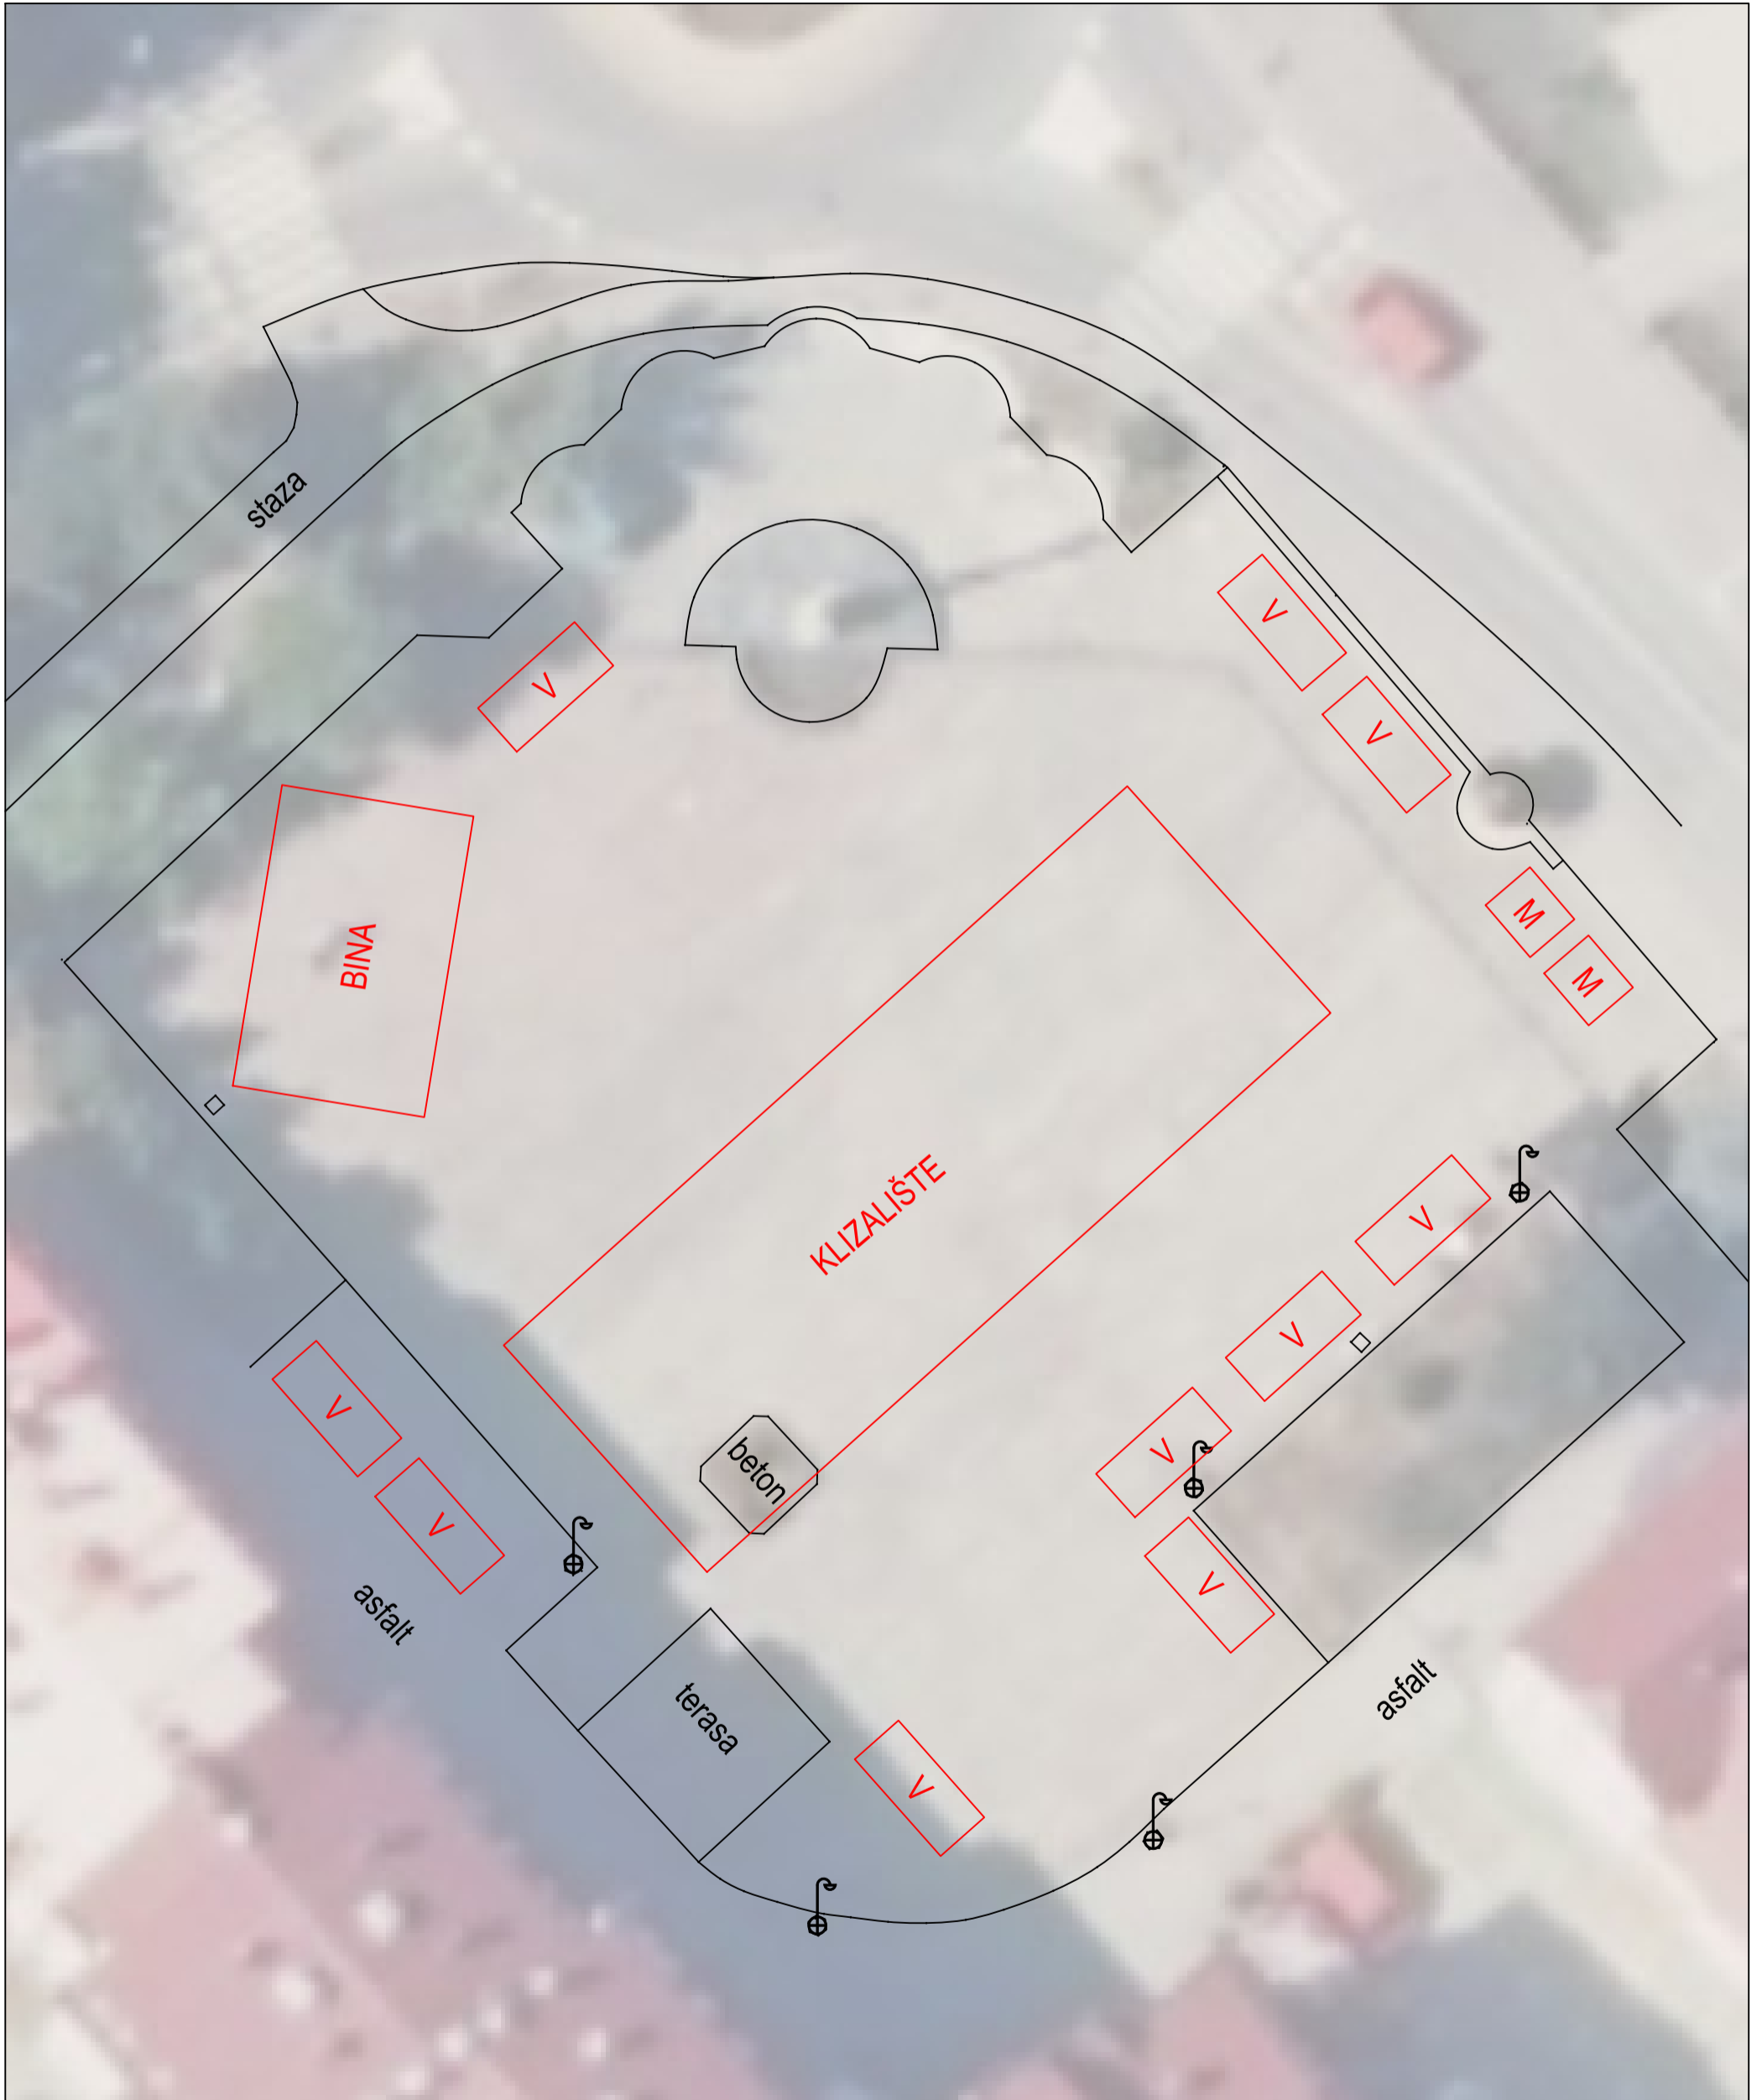 staza
V
V
V
BINA
M
M
KLIZALIŠTE
V
V
V
V
V
V
beton
asfalt
terasa
asfalt
V